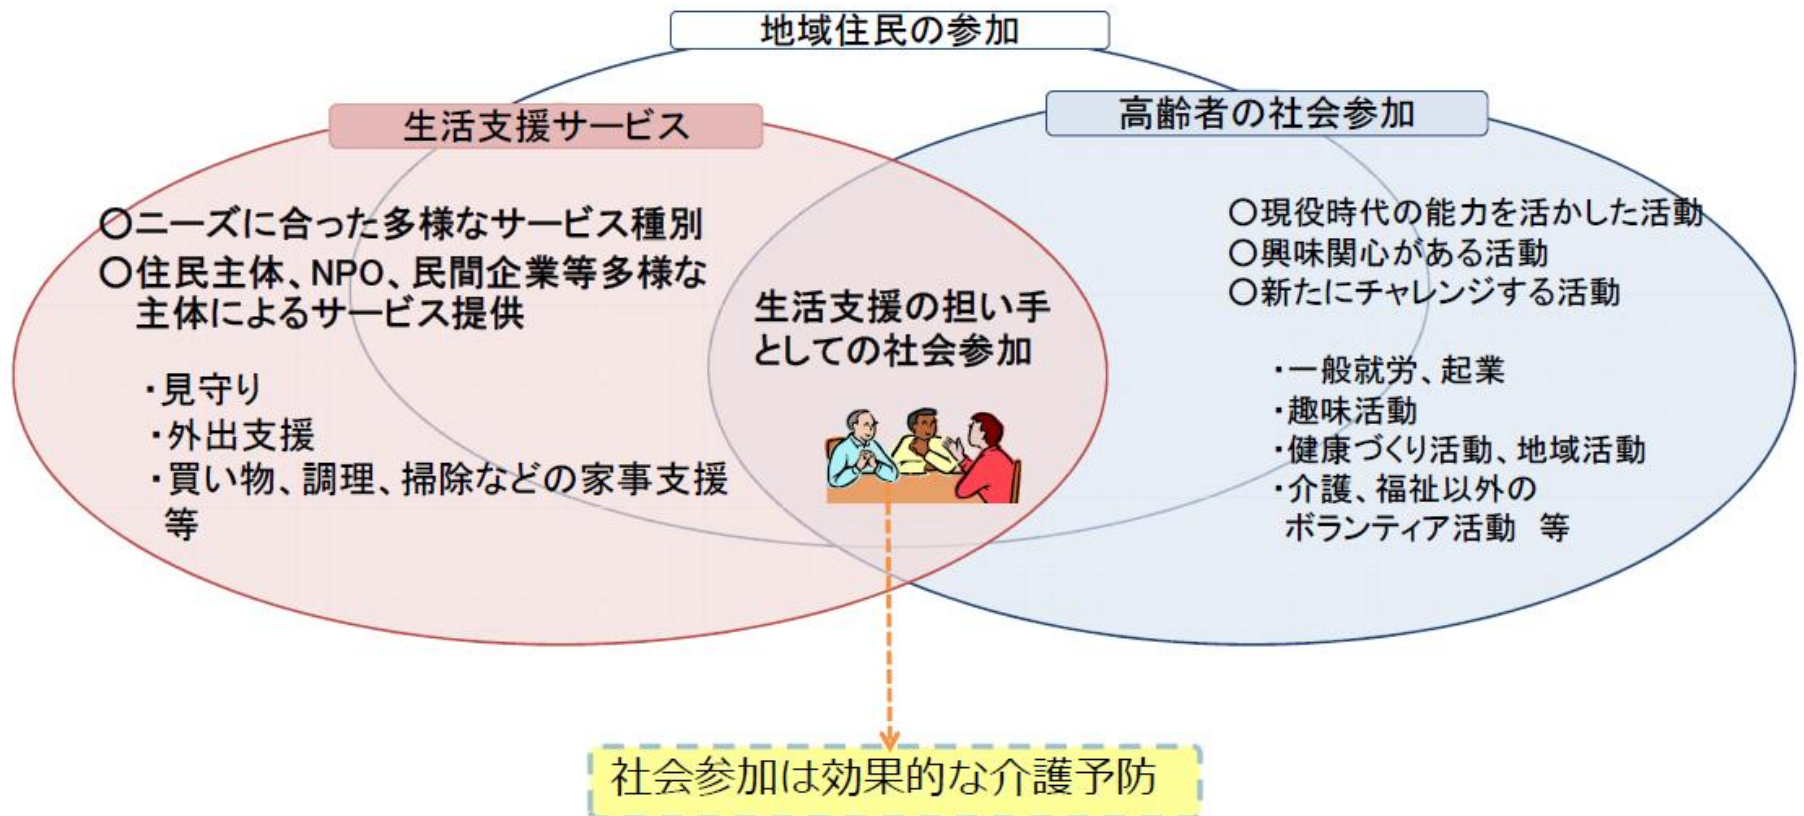 地域住民の参加
生活支援サービス
高齢者の社会参加
〇ニーズに合った多様なサービス種別
〇住民主体、NPO、民間企業等多様な
主体によるサービス提供
・見守り
・外出支援
・買い物、調理、掃除などの家事支援
等
生活支援の担い手
としての社会参加
〇現役時代の能力を活かした活動
〇興味関心がある活動
〇新たにチャレンジする活動
・一般就労、起業
・趣味活動
・健康づくり活動、地域活動
・介護、福祉以外の
ボランティア活動　等
社会参加は効果的な介護予防